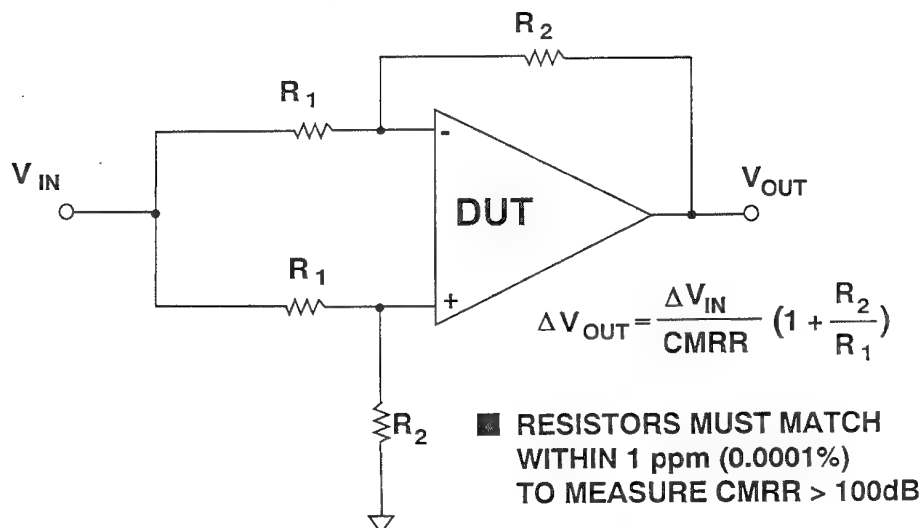 R2
R1
-
V IN
DUT
VOUT
R1
+
ΔVOUT = ΔVIN / CMRR (1 + R2 / R1)
R2
■ RESISTORS MUST MATCH
WITHIN 1 ppm (0.0001%)
TO MEASURE CMRR > 100dB